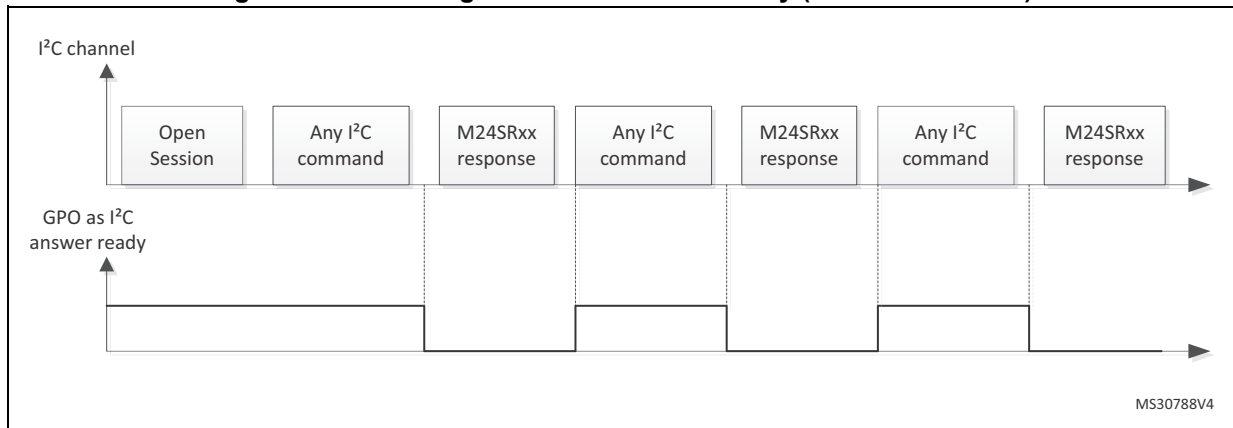 I²C channel
Open
Session
Any I²C
command
M24SRxx
response
Any I²C
command
M24SRxx
response
Any I²C
command
M24SRxx
response
GPO as I²C
answer ready
MS30788V4